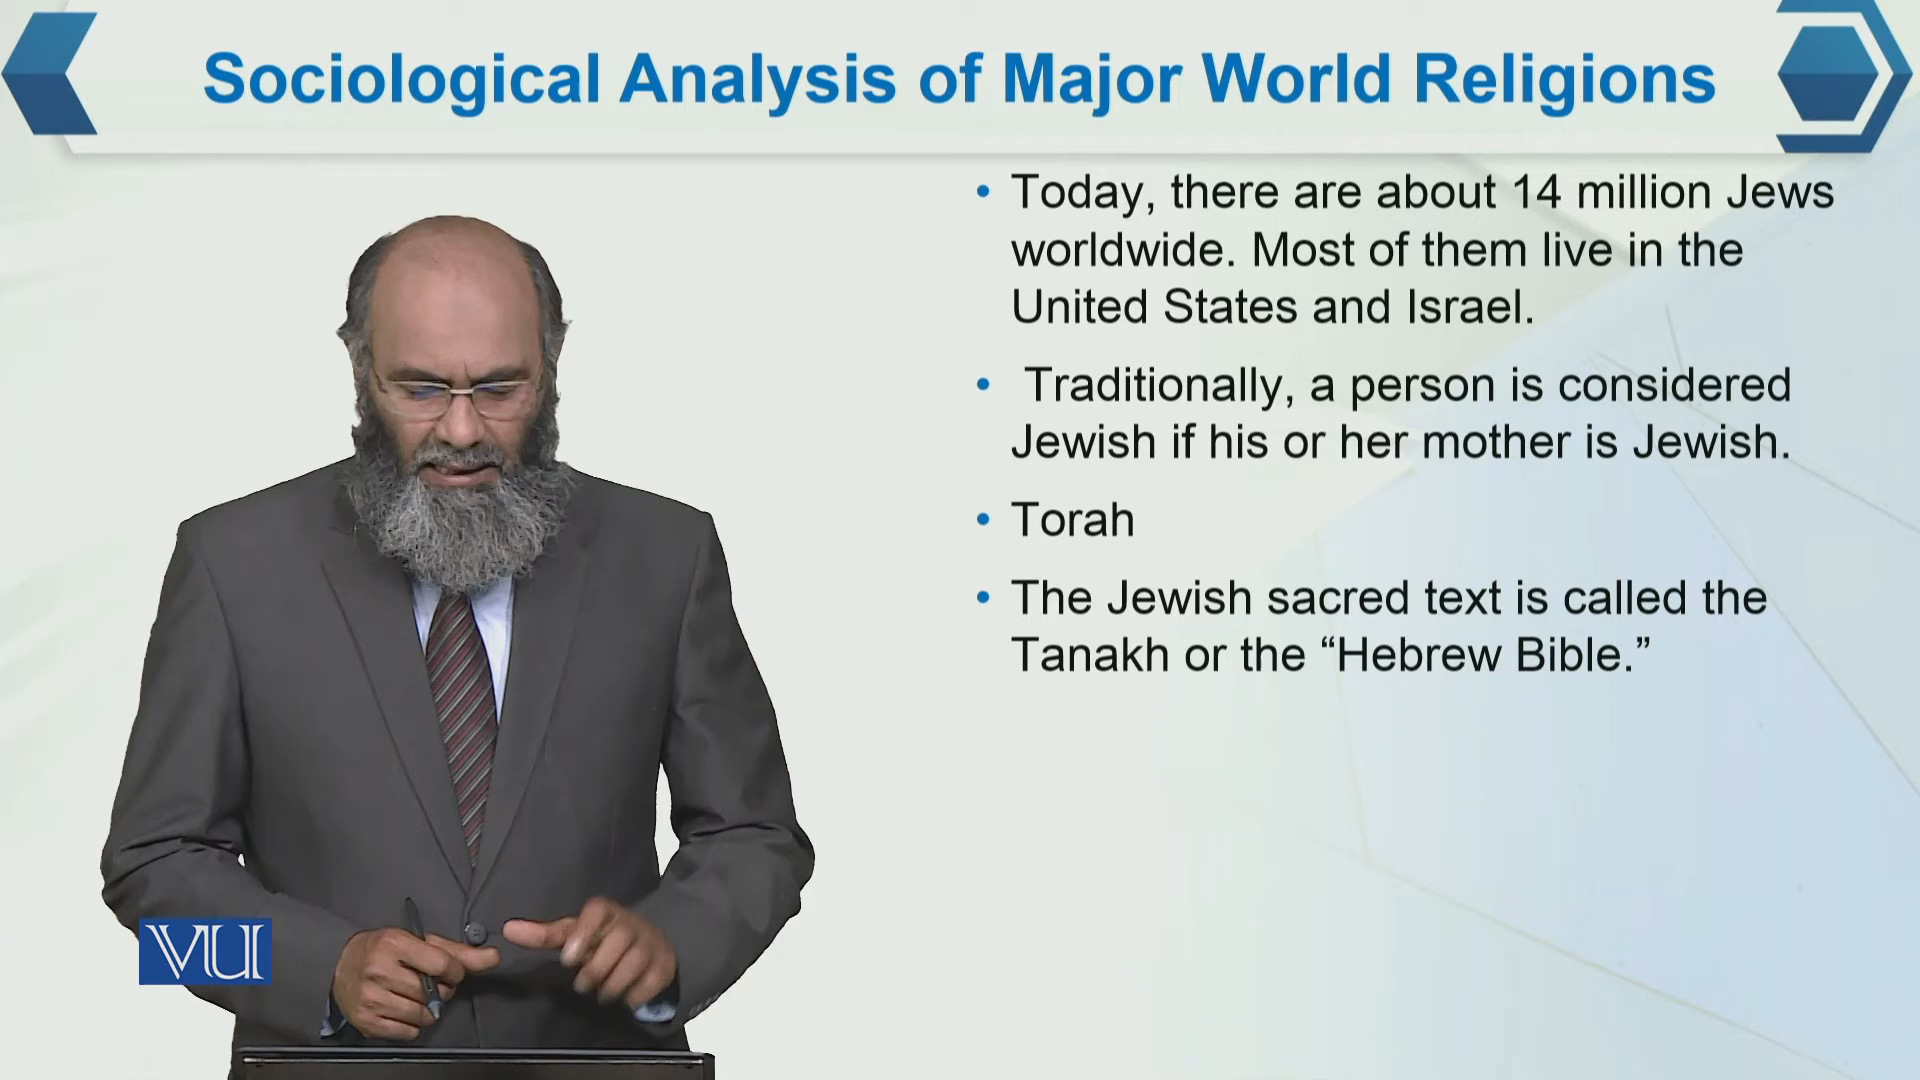 Sociological Analysis of Major World Religions
• Today, there are about 14 million Jews
worldwide. Most of them live in the
United States and Israel.
• Traditionally, a person is considered
Jewish if his or her mother is Jewish.
• Torah
• The Jewish sacred text is called the
Tanakh or the “Hebrew Bible.”
VU